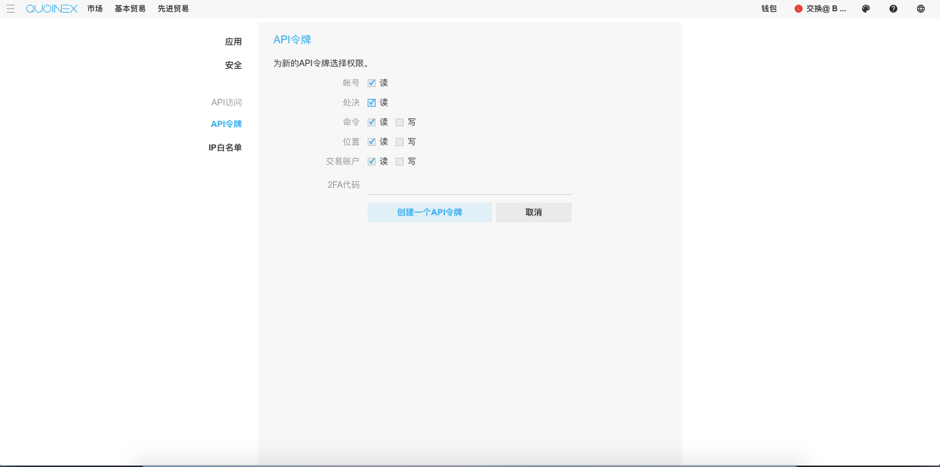 QUOINEX 市场 基本贸易 先进贸易 钱包 交换@ B ...
应用
安全
API访问
API令牌
IP白名单
API令牌
为新的API令牌选择权限。
帐号 读
处决 读
命令 读 写
位置 读 写
交易账户 读 写
2FA代码
创建一个API令牌 取消